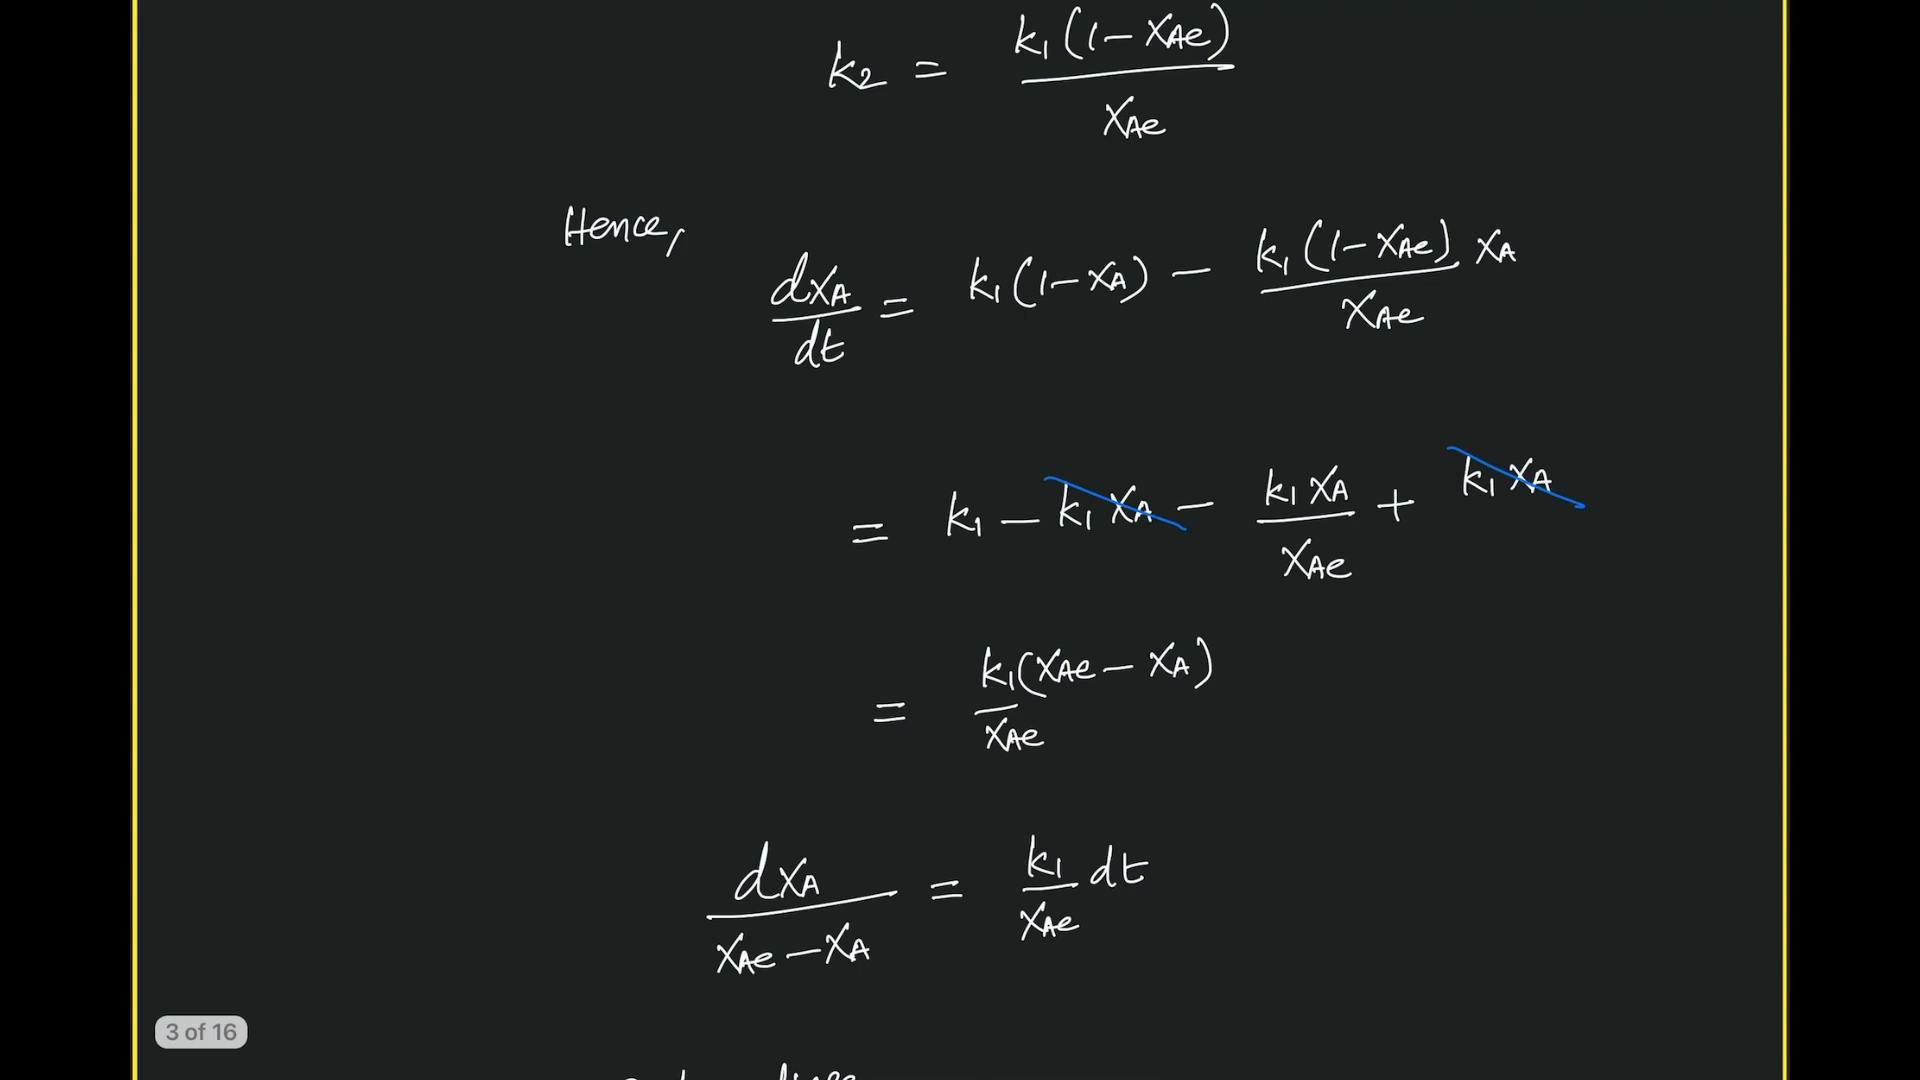 k₂ = k₁(1-X_Ae) / X_Ae
Hence,
dX_A/dt = k₁(1-X_A) - k₁(1-X_Ae)/X_Ae X_A
= k₁ - k₁X_A - k₁X_A/X_Ae + k₁X_A
= k₁/X_Ae (X_Ae - X_A)
dX_A/(X_Ae - X_A) = k₁/X_Ae dt
3 of 16